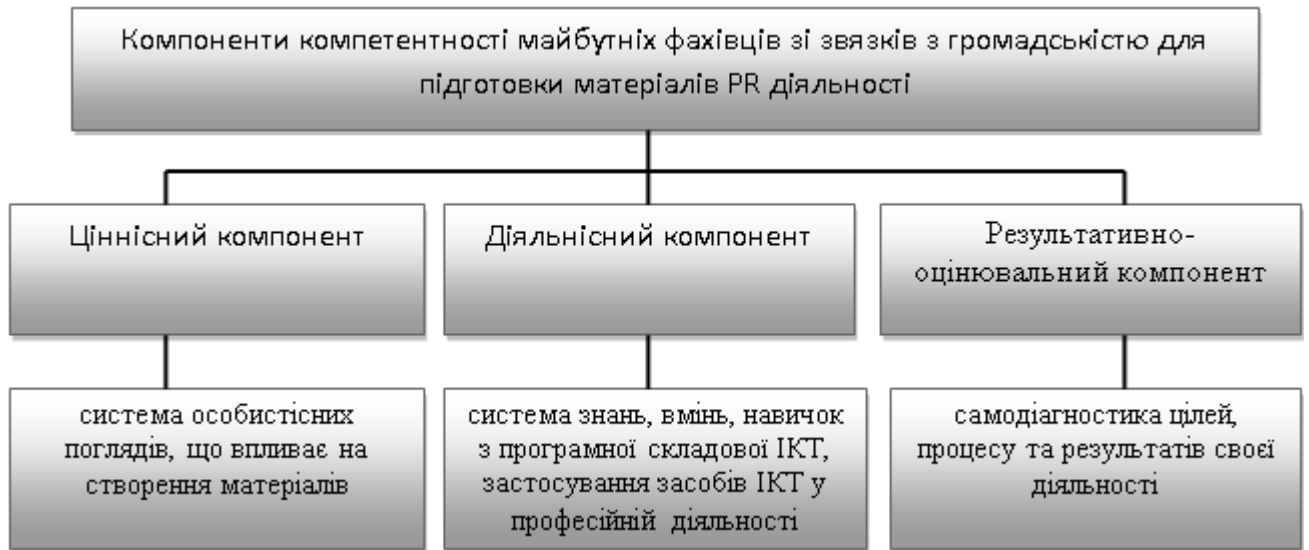 Компоненти компетентності майбутніх фахівців зі звязків з громадськістю для
підготовки матеріалів PR діяльності
Ціннісний компонент
Діяльнісний компонент
Результативно-
оцінювальний компонент
система особистісних
поглядів, що впливає на
створення матеріалів
система знань, вмінь, навичок
з програмної складової ІКТ,
застосування засобів ІКТ у
професійній діяльності
самодіагностика цілей,
процесу та результатів своєї
діяльності